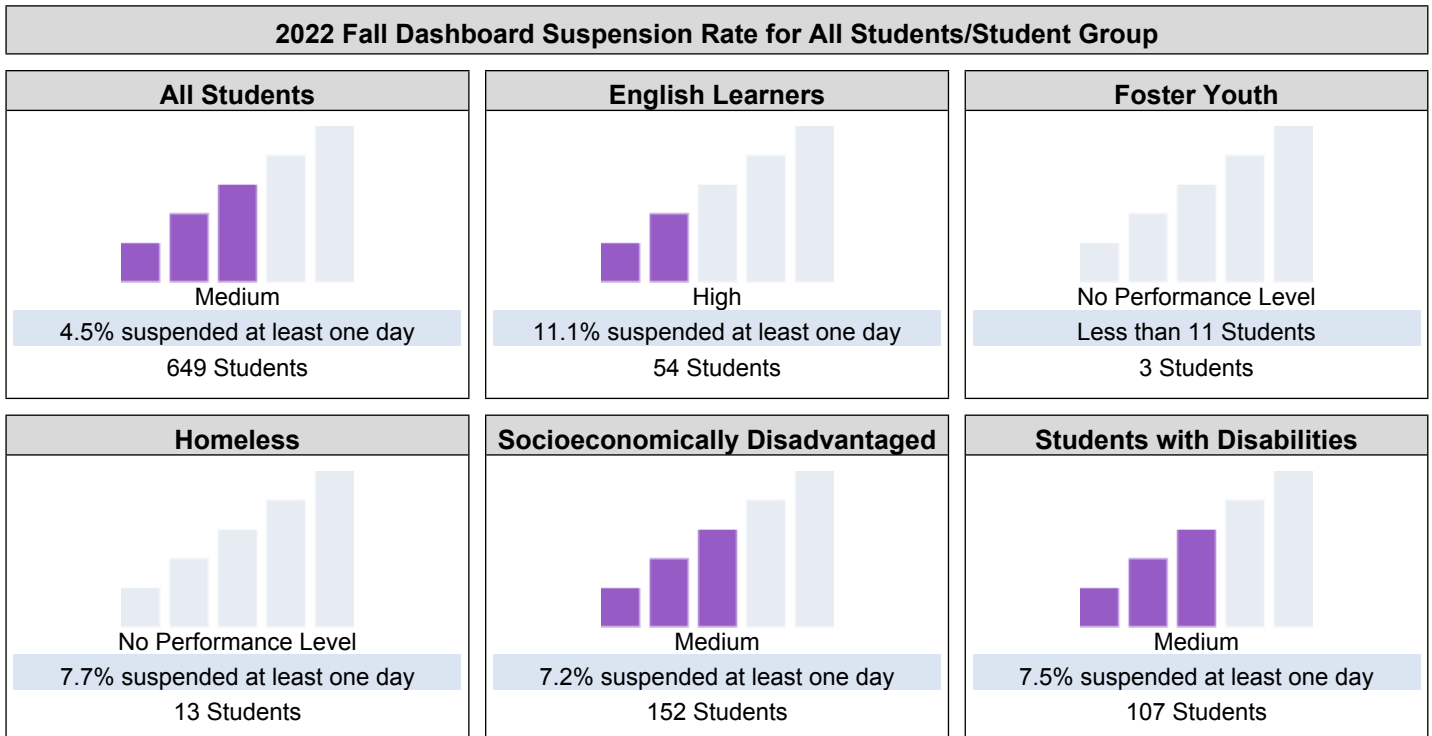 2022 Fall Dashboard Suspension Rate for All Students/Student Group
All Students
Medium
4.5% suspended at least one day
649 Students
English Learners
High
11.1% suspended at least one day
54 Students
Foster Youth
No Performance Level
Less than 11 Students
3 Students
Homeless
No Performance Level
7.7% suspended at least one day
13 Students
Socioeconomically Disadvantaged
Medium
7.2% suspended at least one day
152 Students
Students with Disabilities
Medium
7.5% suspended at least one day
107 Students